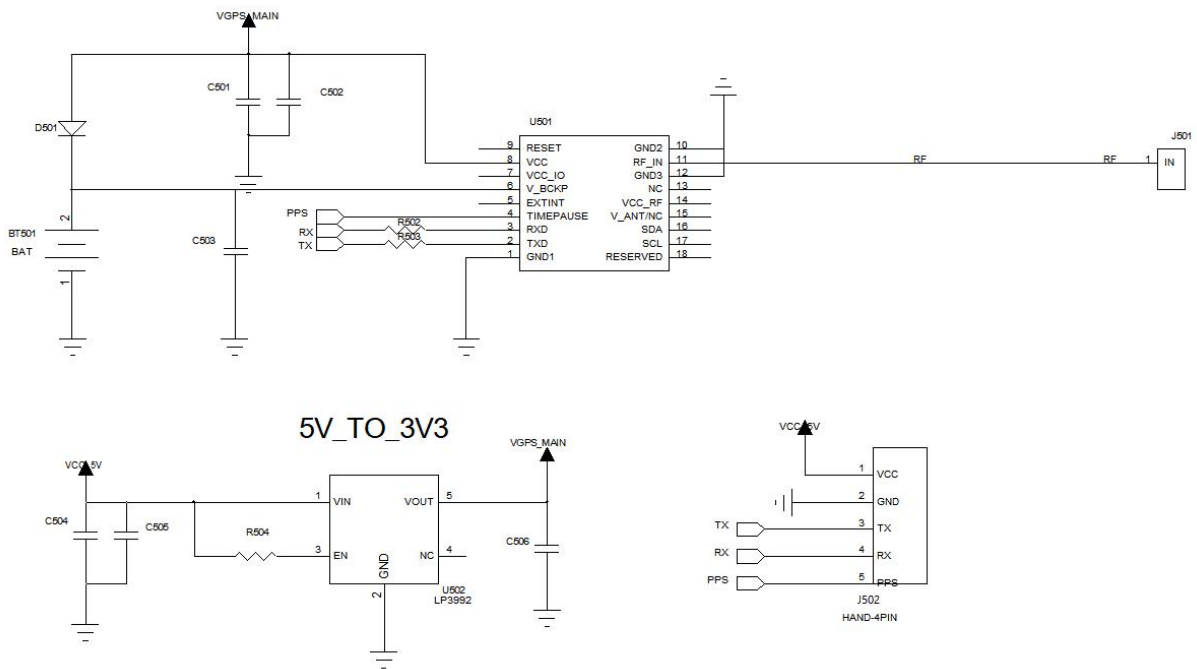 VGPS_MAIN
C501
C502
D501
U501
J501
9 RESET GND2 10
8 VCC RF_IN 11 RF RF 1 IN
7 VCC_IO GND3 12
6 V_BCKP NC 13
5 EXTINT VCC_RF 14
PPS 4 TIMEPAUSE V_ANT/NC 15
RX R502 3 RXD SDA 16
TX R503 2 TXD SCL 17
1 GND1 RESERVED 18
2
BT501
BAT
1
C503
5V_TO_3V3
VCC_5V
VGPS_MAIN
C504
C505
1 VIN VOUT 5
R504
3 EN NC 4
GND
2
U502
LP3992
C506
VCC_5V
1 VCC
2 GND
TX 3 TX
RX 4 RX
PPS 5 PPS
J502
HAND-4PIN